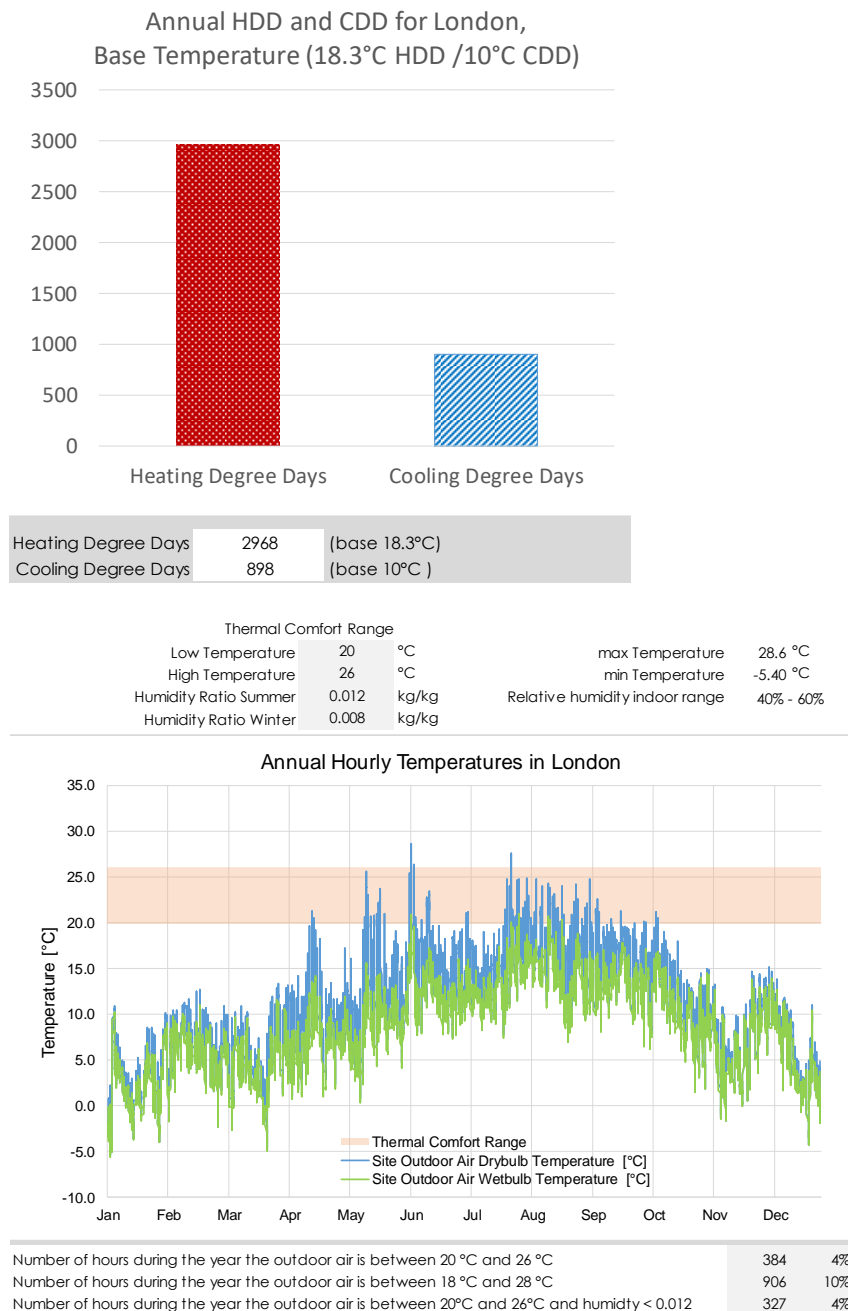 Annual HDD and CDD for London,
Base Temperature (18.3°C HDD /10°C CDD)
3500
3000
2500
2000
1500
1000
500
0
Heating Degree Days Cooling Degree Days
Heating Degree Days 2968 (base 18.3°C)
Cooling Degree Days 898 (base 10°C )
Thermal Comfort Range
Low Temperature 20 °C max Temperature 28.6 °C
High Temperature 26 °C min Temperature -5.40 °C
Humidity Ratio Summer 0.012 kg/kg Relative humidity indoor range 40% - 60%
Humidity Ratio Winter 0.008 kg/kg
Annual Hourly Temperatures in London
35.0
30.0
25.0
20.0
15.0
10.0
5.0
0.0
-5.0
-10.0
Temperature [°C]
Thermal Comfort Range
Site Outdoor Air Drybulb Temperature [°C]
Site Outdoor Air Wetbulb Temperature [°C]
Jan Feb Mar Apr May Jun Jul Aug Sep Oct Nov Dec
Number of hours during the year the outdoor air is between 20 °C and 26 °C 384 4%
Number of hours during the year the outdoor air is between 18 °C and 28 °C 906 10%
Number of hours during the year the outdoor air is between 20°C and 26°C and humidty < 0.012 327 4%